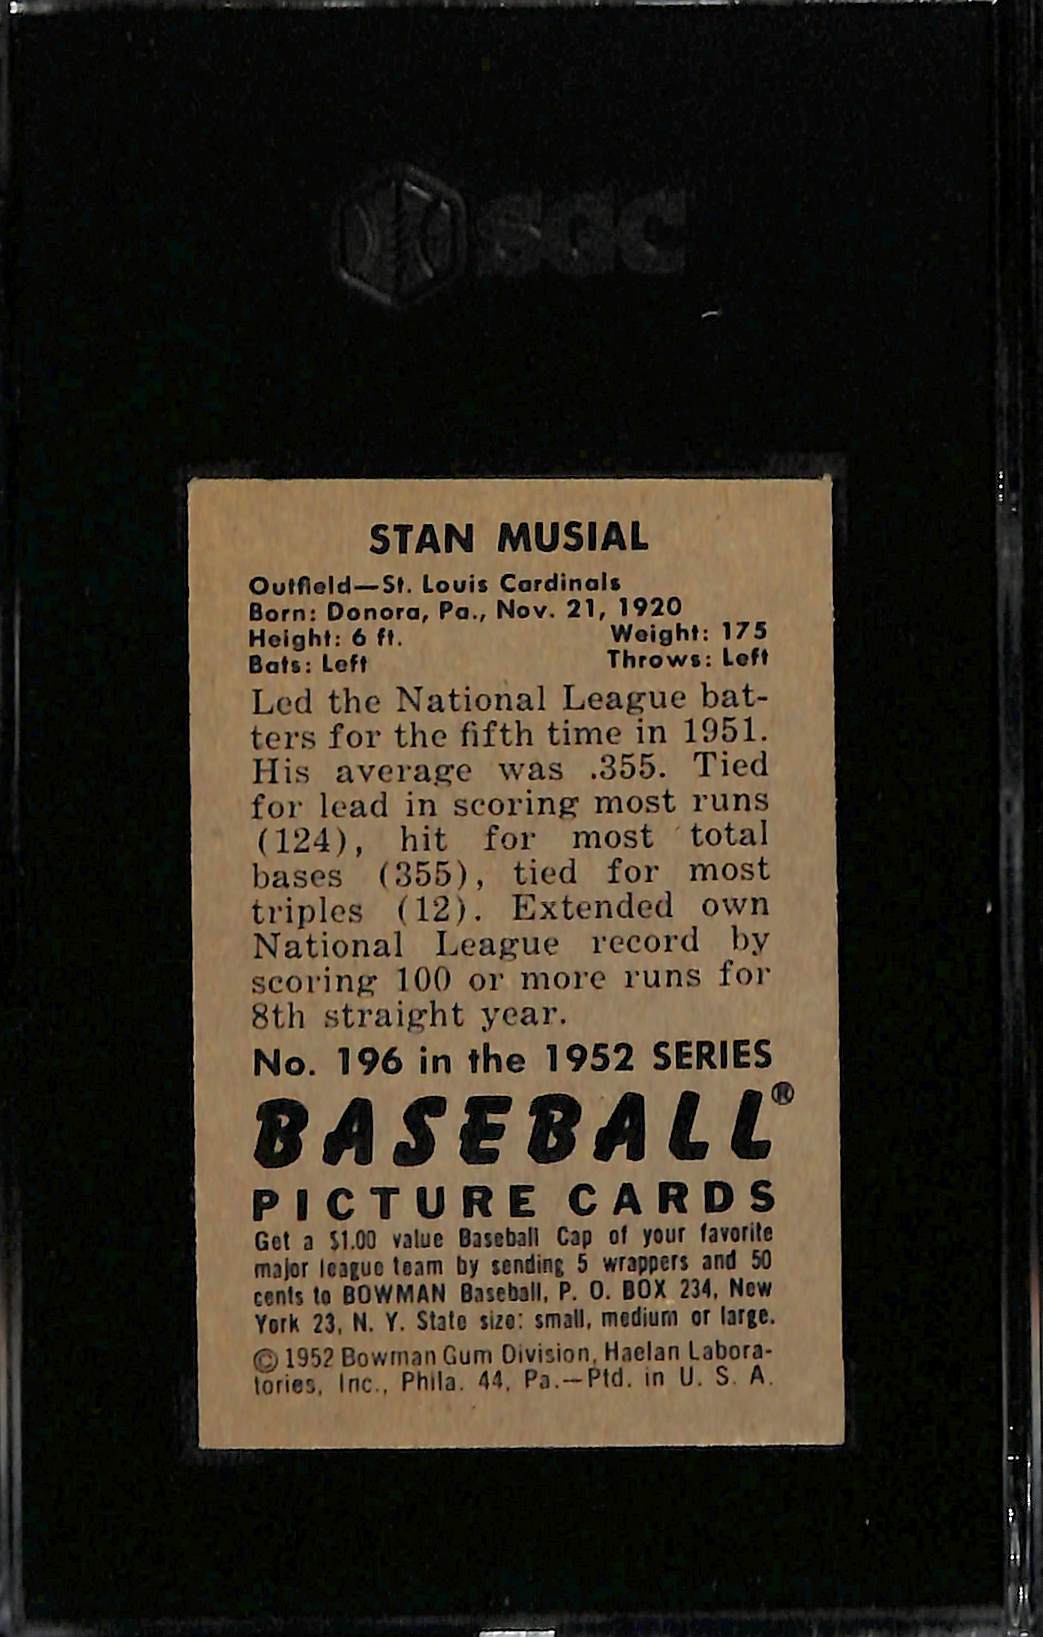 SGC
STAN MUSIAL
Outfield—St. Louis Cardinals
Born: Donora, Pa., Nov. 21, 1920
Height: 6 ft. Weight: 175
Bats: Left Throws: Left
Led the National League bat-
ters for the fifth time in 1951.
His average was .355. Tied
for lead in scoring most runs
(124), hit for most total
bases (355), tied for most
triples (12). Extended own
National League record by
scoring 100 or more runs for
8th straight year.
No. 196 in the 1952 SERIES
BASEBALL®
PICTURE CARDS
Get a $1.00 value Baseball Cap of your favorite
major league team by sending 5 wrappers and 50
cents to BOWMAN Baseball, P. O. BOX 234, New
York 23, N. Y. State size: small, medium or large.
© 1952 Bowman Gum Division, Haelan Labora-
tories, Inc., Phila. 44, Pa.—Ptd. in U. S. A.